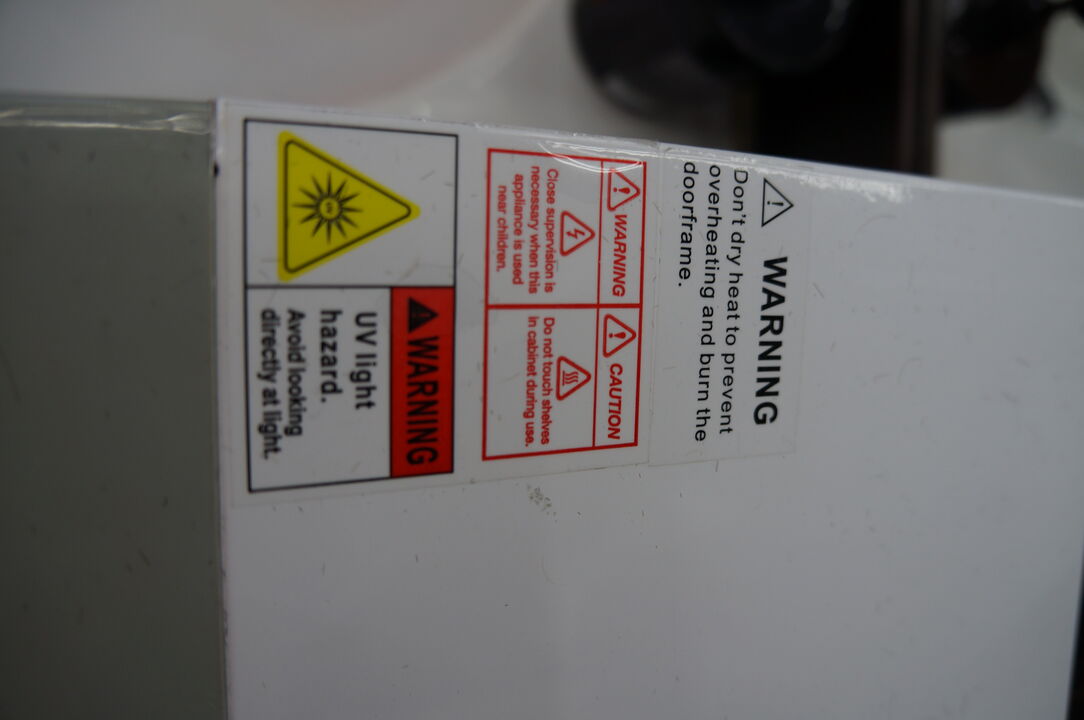 WARNING
Don't dry heat to prevent
overheating and burn the
doorframe.
WARNING
Close supervision is
necessary when this
appliance is used
near children.
CAUTION
Do not touch shelves
in cabinet during use.
WARNING
UV light
hazard.
Avoid looking
directly at light.